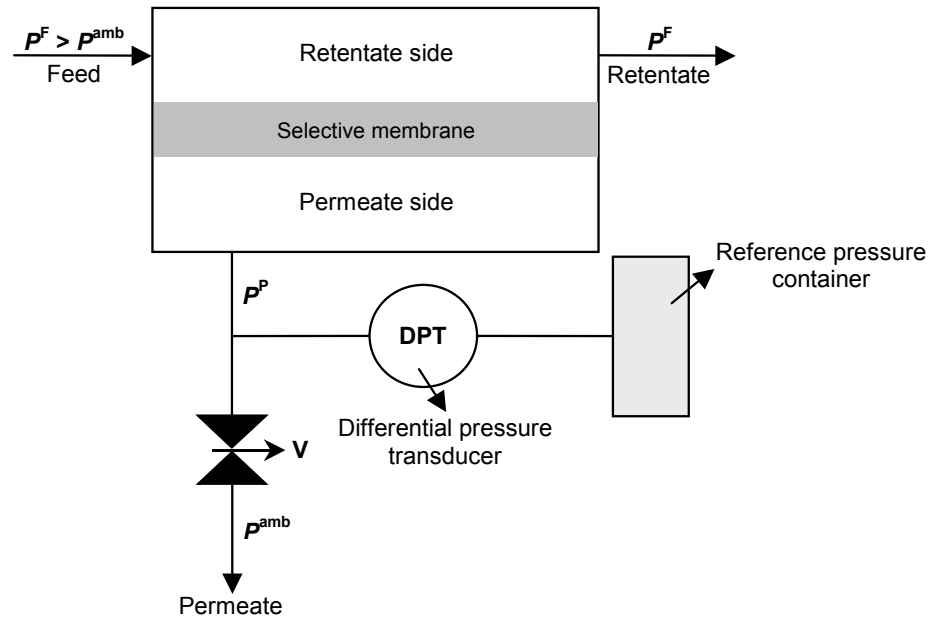 P^F > P^amb
Feed
Retentate side
P^F
Retentate
Selective membrane
Permeate side
Reference pressure
container
P^P
DPT
Differential pressure
transducer
V
P^amb
Permeate